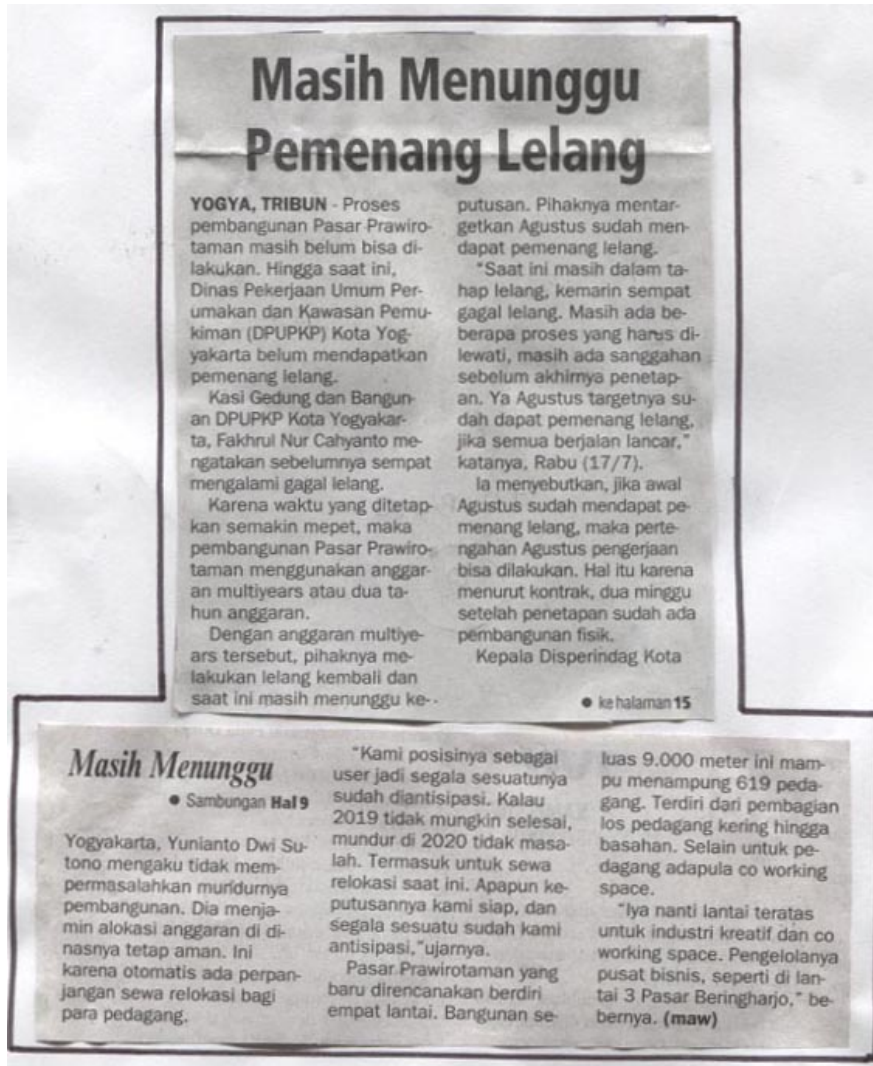 Masih Menunggu
Pemenang Lelang
YOGYA, TRIBUN - Proses
pembangunan Pasar Prawiro-
taman masih belum bisa di-
lakukan. Hingga saat ini,
Dinas Pekerjaan Umum Per-
umakan dan Kawasan Pemu-
kiman (DPUPKP) Kota Yog-
yakarta belum mendapatkan
pemenang lelang.
Kasi Gedung dan Bangun-
an DPUPKP Kota Yogyakar-
ta, Fakhrul Nur Cahyanto me-
ngatakan sebelumnya sempat
mengalami gagal lelang.
Karena waktu yang ditetap-
kan semakin mepet, maka
pembangunan Pasar Prawiro-
taman menggunakan anggar-
an multiyears atau dua ta-
hun anggaran.
Dengan anggaran multiye-
ars tersebut, pihaknya me-
lakukan lelang kembali dan
saat ini masih menunggu ke-
putusan. Pihaknya mentar-
getkan Agustus sudah men-
dapat pemenang lelang.
"Saat ini masih dalam ta-
hap lelang, kemarin sempat
gagal lelang. Masih ada be-
berapa proses yang harus di-
lewati, masih ada sanggahan
sebelum akhirnya penetap-
an. Ya Agustus targetnya su-
dah dapat pemenang lelang,
jika semua berjalan lancar,"
katanya, Rabu (17/7).
Ia menyebutkan, jika awal
Agustus sudah mendapat pe-
menang lelang, maka perte-
ngahan Agustus pengerjaan
bisa dilakukan. Hal itu karena
menurut kontrak, dua minggu
setelah penetapan sudah ada
pembangunan fisik.
Kepala Disperindag Kota
● ke halaman 15
Masih Menunggu
● Sambungan Hal 9
Yogyakarta, Yunianto Dwi Su-
tono mengaku tidak mem-
permasalahkan mundurnya
pembangunan. Dia menja-
min alokasi anggaran di di-
nasnya tetap aman. Ini
karena otomatis ada perpan-
jangan sewa relokasi bagi
para pedagang.
"Kami posisinya sebagai
user jadi segala sesuatunya
sudah diantisipasi. Kalau
2019 tidak mungkin selesai,
mundur di 2020 tidak masa-
lah. Termasuk untuk sewa
relokasi saat ini. Apapun ke-
putusannya kami siap, dan
segala sesuatu sudah kami
antisipasi,"ujarnya.
Pasar Prawirotaman yang
baru direncanakan berdiri
empat lantai. Bangunan se-
luas 9.000 meter ini mam-
pu menampung 619 peda-
gang. Terdiri dari pembagian
los pedagang kering hingga
basahan. Selain untuk pe-
dagang adapula co working
space.
"Iya nanti lantai teratas
untuk industri kreatif dan co
working space. Pengelolanya
pusat bisnis, seperti di lan-
tai 3 Pasar Beringharjo," be-
bernya. (maw)